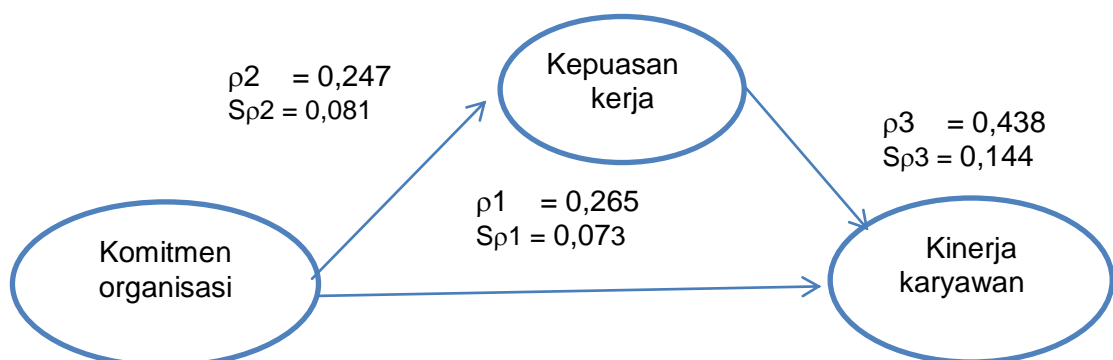 Kepuasan
kerja
ρ2 = 0,247
Sρ2 = 0,081
ρ3 = 0,438
Sρ3 = 0,144
ρ1 = 0,265
Sρ1 = 0,073
Komitmen
organisasi
Kinerja
karyawan